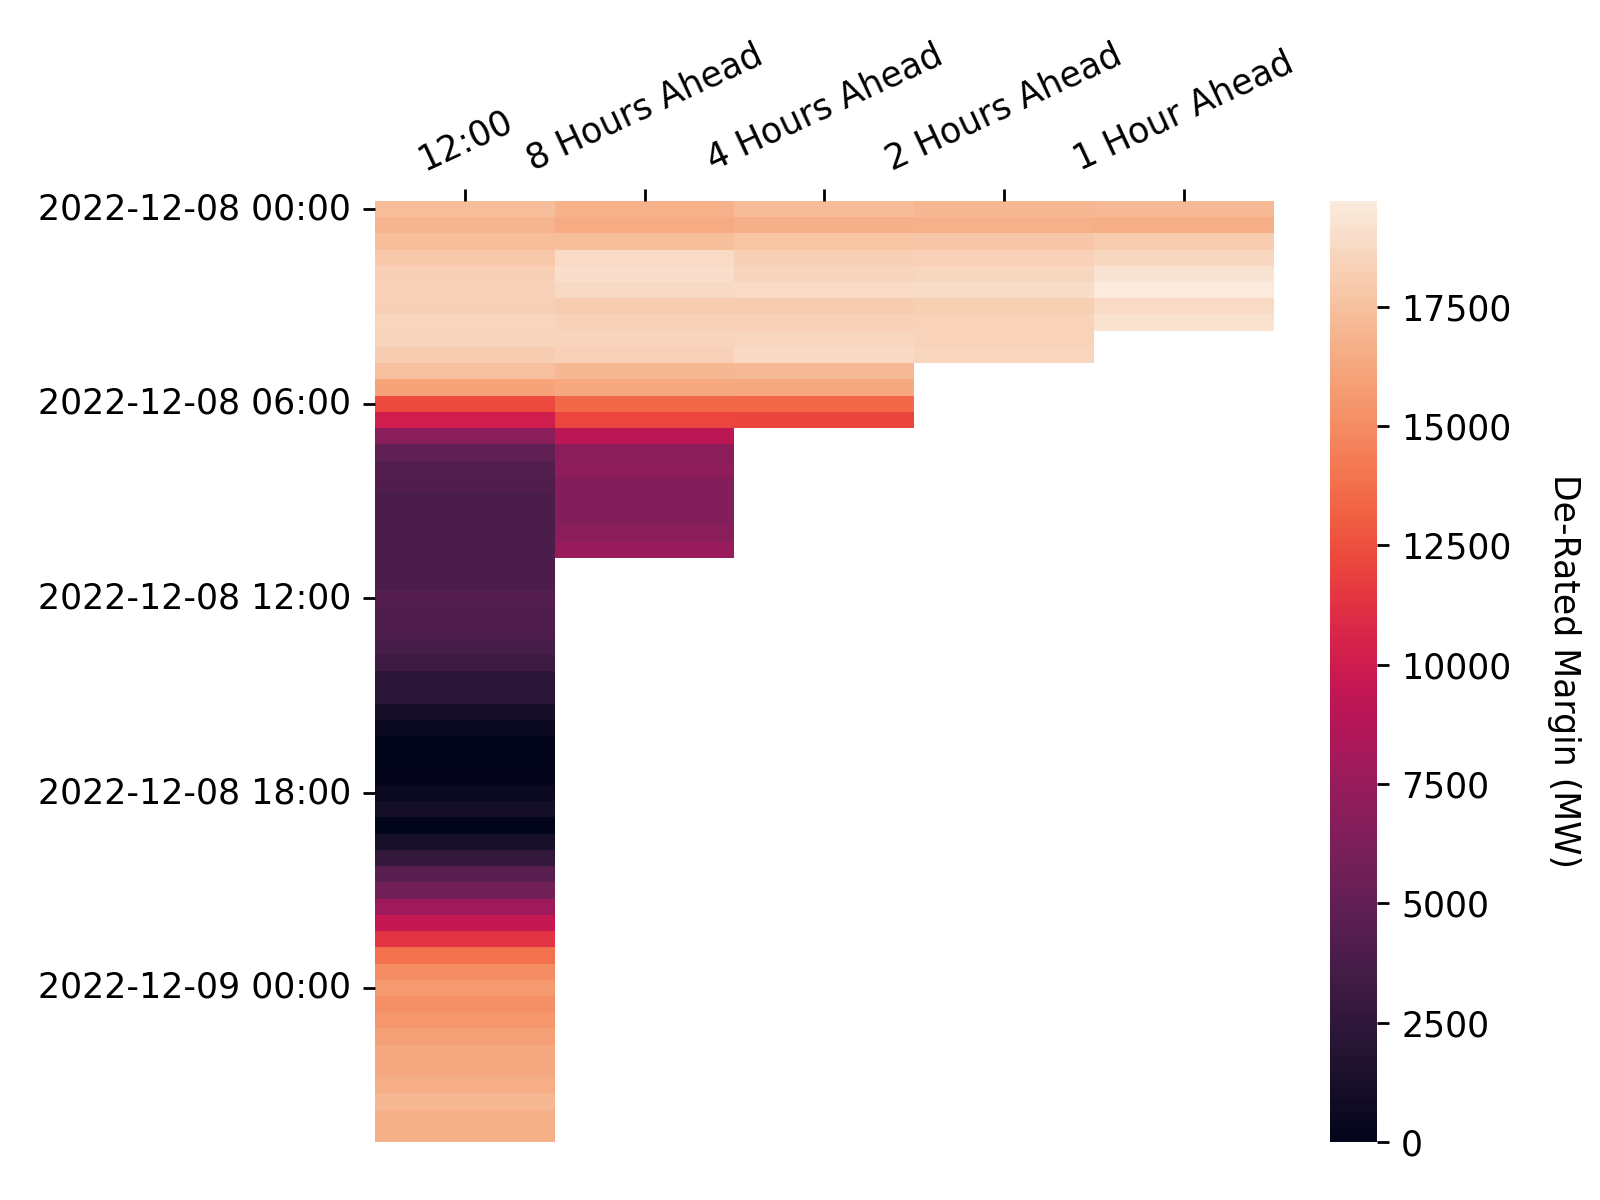 12:00
8 Hours Ahead
4 Hours Ahead
2 Hours Ahead
1 Hour Ahead
2022-12-08 00:00
2022-12-08 06:00
2022-12-08 12:00
2022-12-08 18:00
2022-12-09 00:00
17500
15000
12500
10000
7500
5000
2500
0
De-Rated Margin (MW)